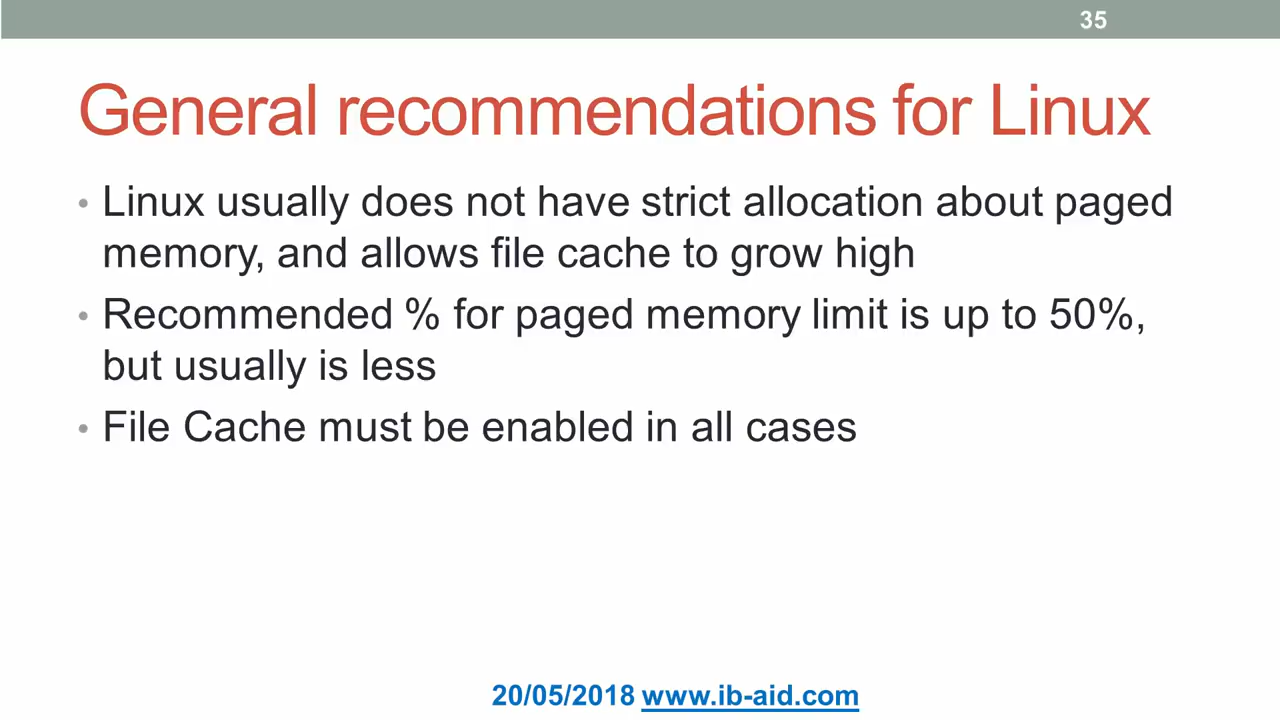 35
General recommendations for Linux
• Linux usually does not have strict allocation about paged
memory, and allows file cache to grow high
• Recommended % for paged memory limit is up to 50%,
but usually is less
• File Cache must be enabled in all cases
20/05/2018 www.ib-aid.com